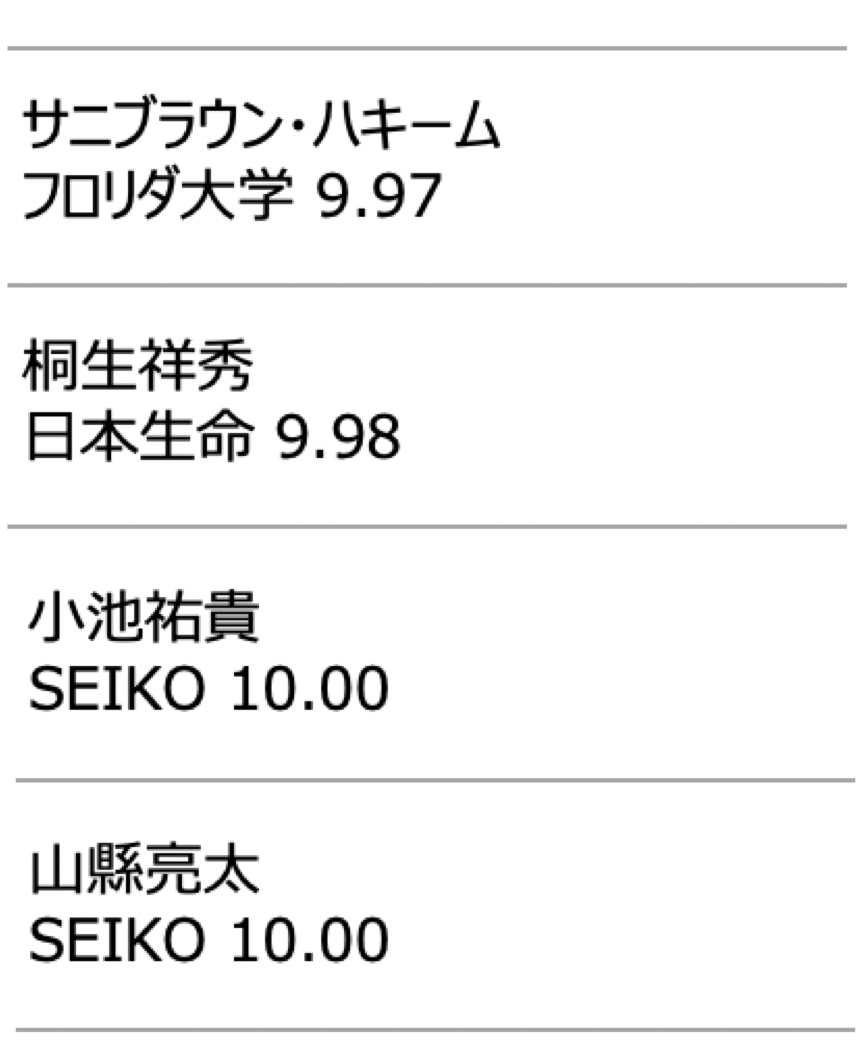 サニブラウン・ハキーム
フロリダ大学 9.97
桐生祥秀
日本生命 9.98
小池祐貴
SEIKO 10.00
山縣亮太
SEIKO 10.00